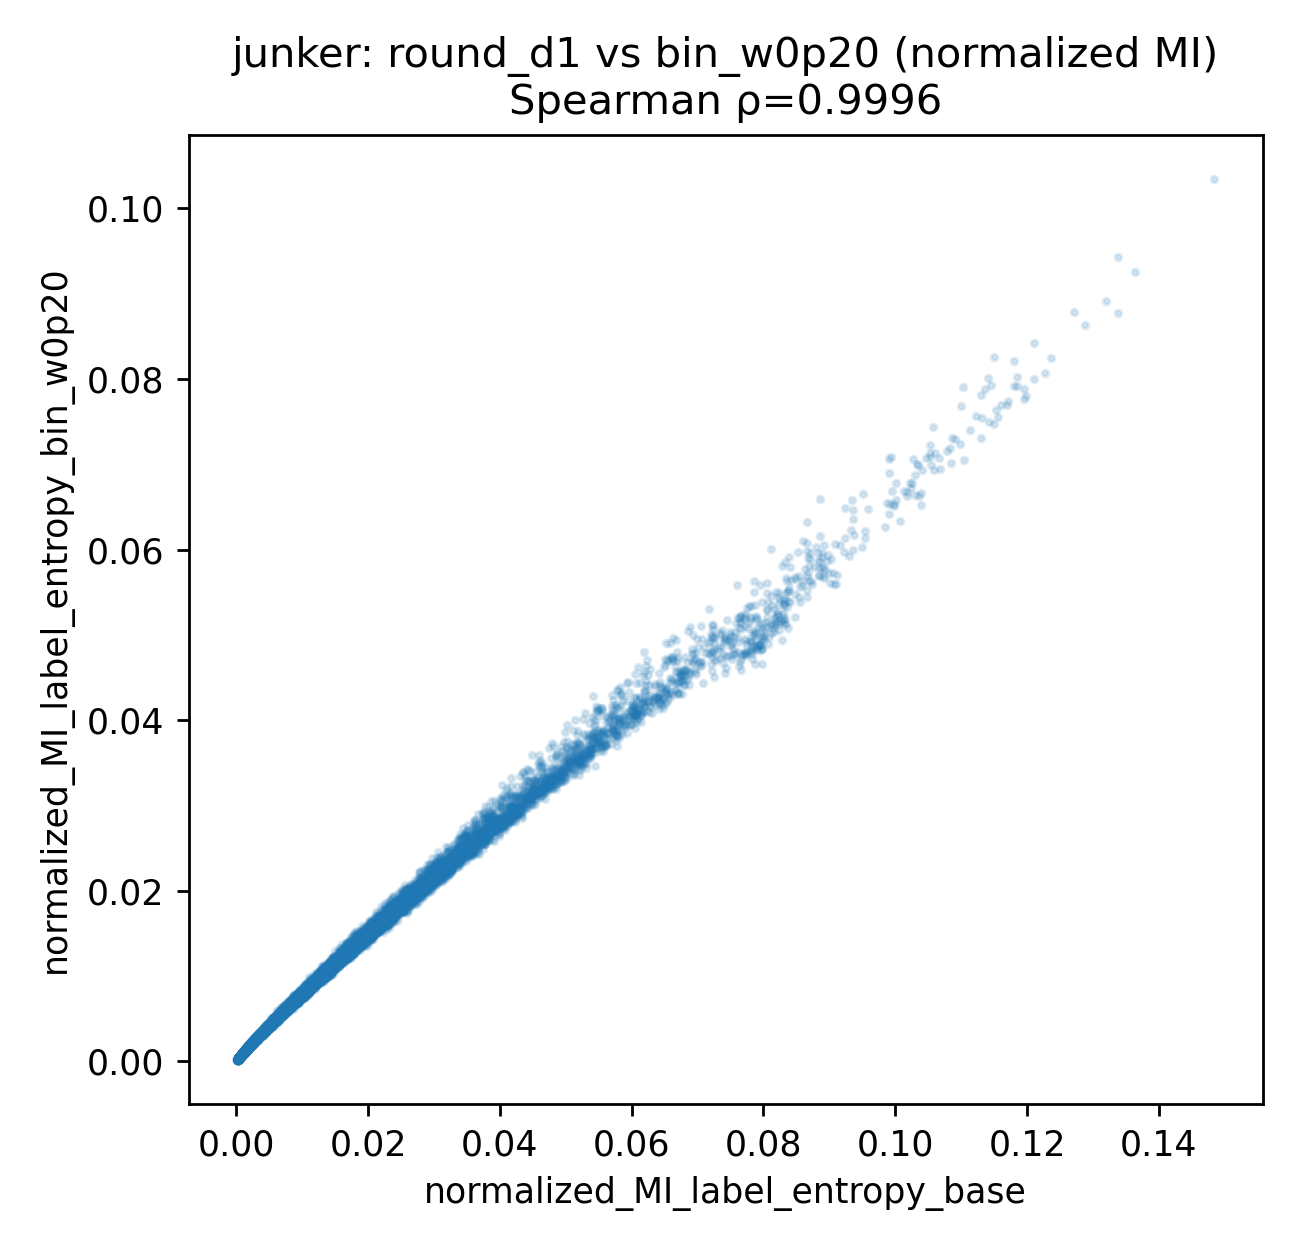 junker: round_d1 vs bin_w0p20 (normalized MI)
Spearman ρ=0.9996
normalized_MI_label_entropy_bin_w0p20
0.10
0.08
0.06
0.04
0.02
0.00
0.00 0.02 0.04 0.06 0.08 0.10 0.12 0.14
normalized_MI_label_entropy_base